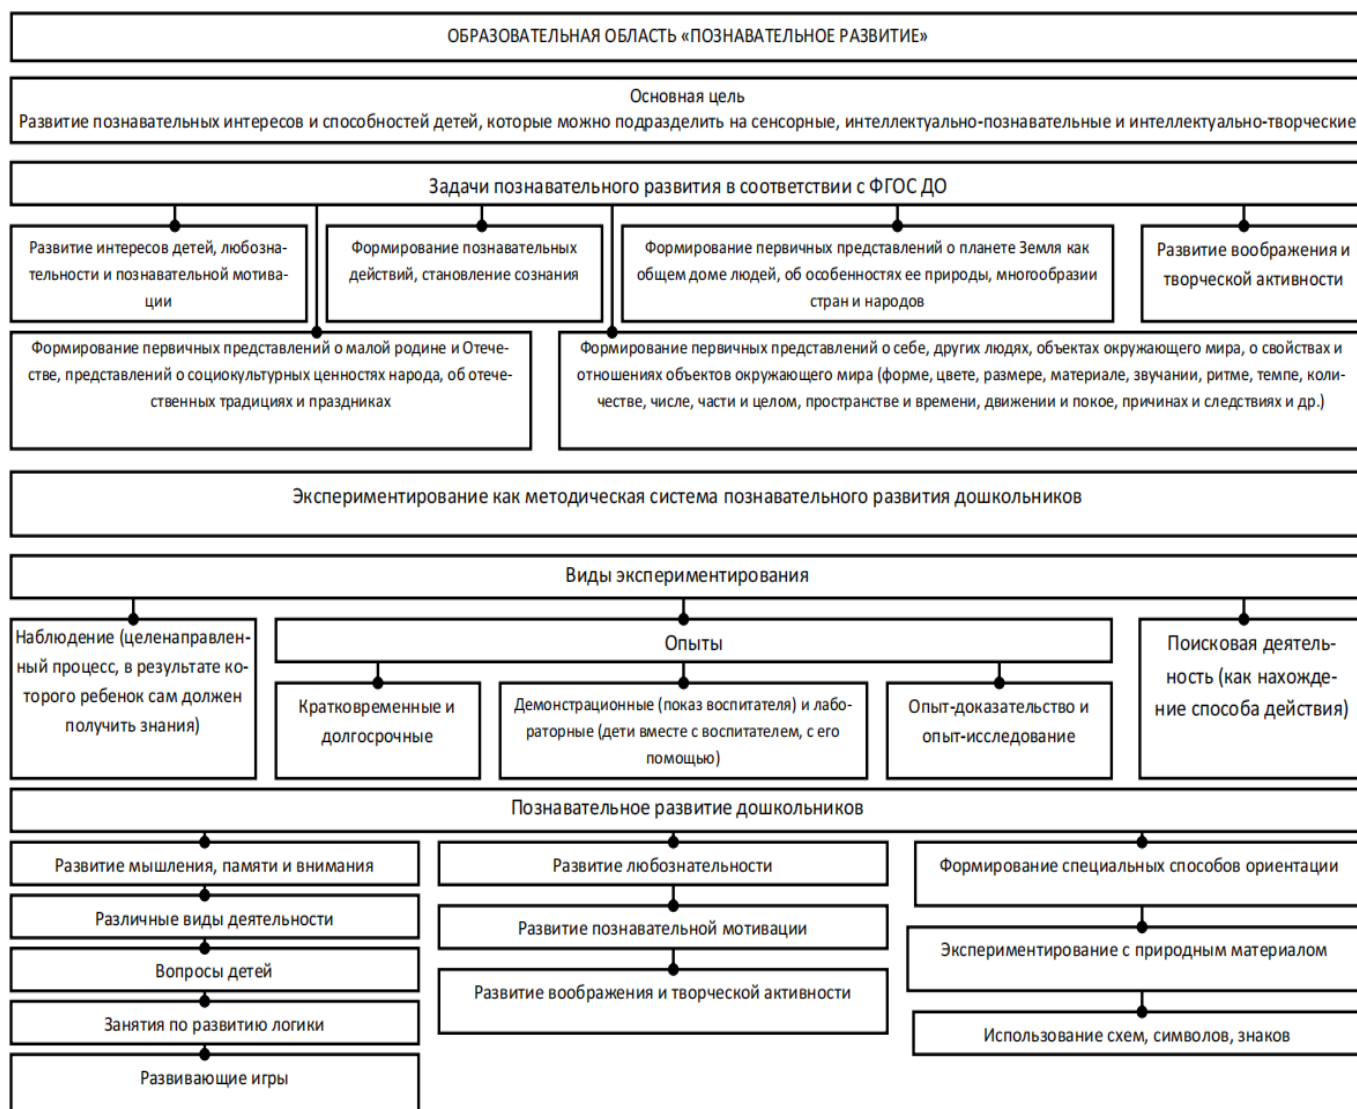 ОБРАЗОВАТЕЛЬНАЯ ОБЛАСТЬ «ПОЗНАВАТЕЛЬНОЕ РАЗВИТИЕ»
Основная цель
Развитие познавательных интересов и способностей детей, которые можно подразделить на сенсорные, интеллектуально-познавательные и интеллектуально-творческие
Задачи познавательного развития в соответствии с ФГОС ДО
Развитие интересов детей, любозна-
тельности и познавательной мотива-
ции
Формирование познавательных
действий, становление сознания
Формирование первичных представлений о планете Земля как
общем доме людей, об особенностях ее природы, многообразии
стран и народов
Развитие воображения и
творческой активности
Формирование первичных представлений о малой родине и Отече-
стве, представлений о социокультурных ценностях народа, об отече-
ственных традициях и праздниках
Формирование первичных представлений о себе, других людях, объектах окружающего мира, о свойствах и
отношениях объектов окружающего мира (форме, цвете, размере, материале, звучании, ритме, темпе, коли-
честве, числе, части и целом, пространстве и времени, движении и покое, причинах и следствиях и др.)
Экспериментирование как методическая система познавательного развития дошкольников
Виды экспериментирования
Наблюдение (целенаправлен-
ный процесс, в результате ко-
торого ребенок сам должен
получить знания)
Опыты
Кратковременные и
долгосрочные
Демонстрационные (показ воспитателя) и лабо-
раторные (дети вместе с воспитателем, с его
помощью)
Опыт-доказательство и
опыт-исследование
Поисковая деятель-
ность (как нахожде-
ние способа действия)
Познавательное развитие дошкольников
Развитие мышления, памяти и внимания
Различные виды деятельности
Вопросы детей
Занятия по развитию логики
Развивающие игры
Развитие любознательности
Развитие познавательной мотивации
Развитие воображения и творческой активности
Формирование специальных способов ориентации
Экспериментирование с природным материалом
Использование схем, символов, знаков